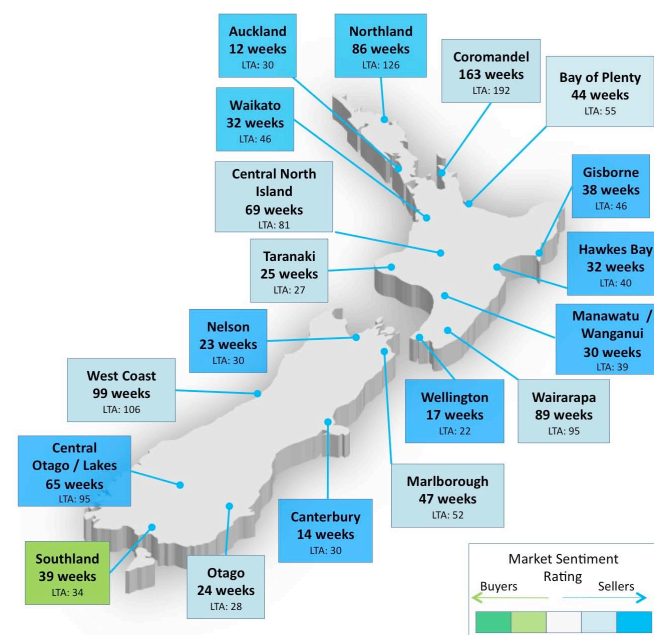 Auckland
12 weeks
LTA: 30
Northland
86 weeks
LTA: 126
Coromandel
163 weeks
LTA: 192
Bay of Plenty
44 weeks
LTA: 55
Waikato
32 weeks
LTA: 46
Central North
Island
69 weeks
LTA: 81
Gisborne
38 weeks
LTA: 46
Taranaki
25 weeks
LTA: 27
Hawkes Bay
32 weeks
LTA: 40
Nelson
23 weeks
LTA: 30
Manawatu /
Wanganui
30 weeks
LTA: 39
West Coast
99 weeks
LTA: 106
Wellington
17 weeks
LTA: 22
Wairarapa
89 weeks
LTA: 95
Central
Otago / Lakes
65 weeks
LTA: 95
Marlborough
47 weeks
LTA: 52
Canterbury
14 weeks
LTA: 30
Southland
39 weeks
LTA: 34
Otago
24 weeks
LTA: 28
Market Sentiment
Rating
Buyers
Sellers